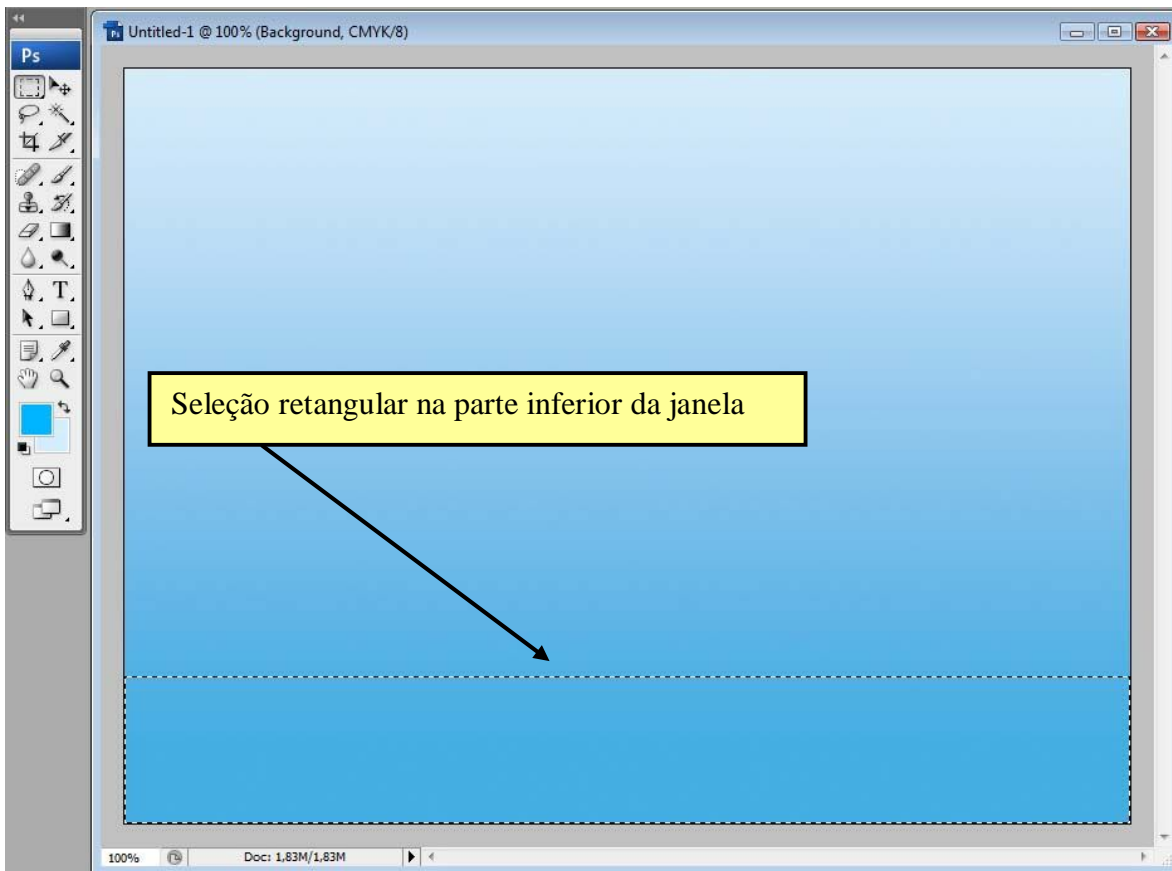 Untitled-1 @ 100% (Background, CMYK/8)
Ps
Ps
T
Seleção retangular na parte inferior da janela
100%
Doc: 1,83M/1,83M